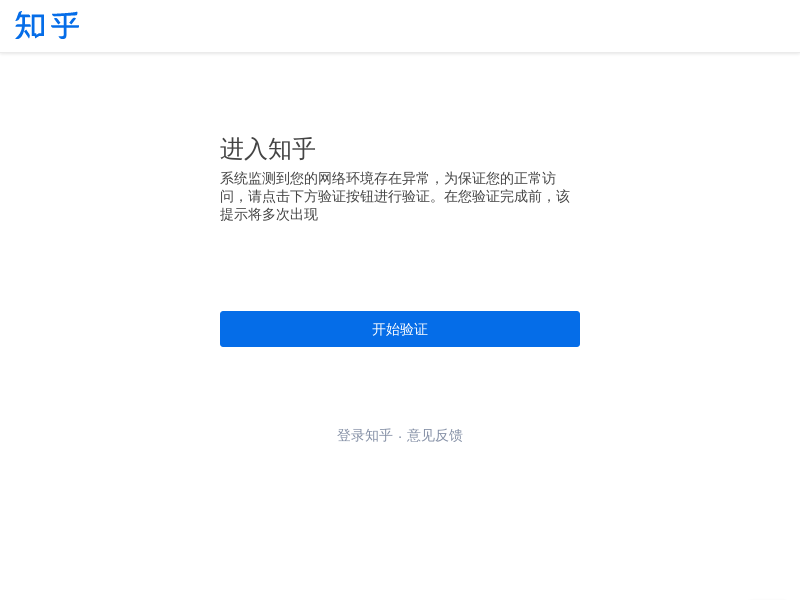 知乎
进入知乎
系统监测到您的网络环境存在异常，为保证您的正常访
问，请点击下方验证按钮进行验证。在您验证完成前，该
提示将多次出现
开始验证
登录知乎 · 意见反馈